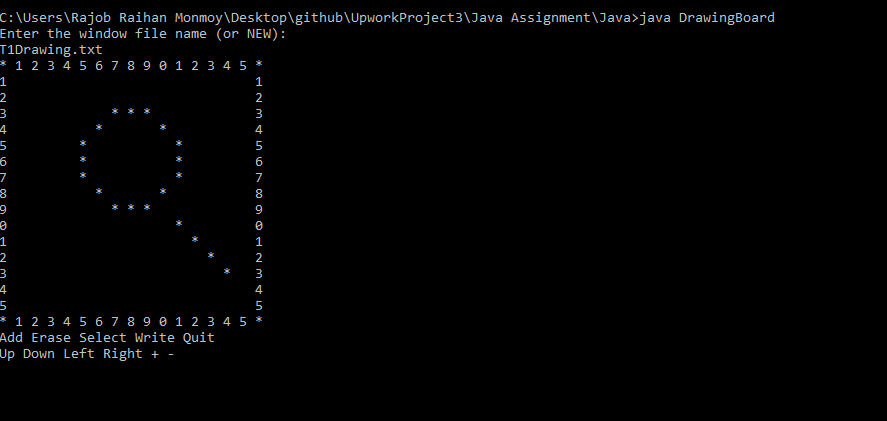 C:\Users\Rajob Raihan Monmoy\Desktop\github\UpworkProject3\Java Assignment\Java>java DrawingBoard
Enter the window file name (or NEW):
T1Drawing.txt
* 1 2 3 4 5 6 7 8 9 0 1 2 3 4 5 *
1                               1
2                               2
3             * * *             3
4           *       *           4
5         *           *         5
6         *           *         6
7         *           *         7
8           *       *           8
9             * * *             9
0                     *         0
1                       *       1
2                         *     2
3                           *   3
4                               4
5                               5
* 1 2 3 4 5 6 7 8 9 0 1 2 3 4 5 *
Add Erase Select Write Quit
Up Down Left Right + -